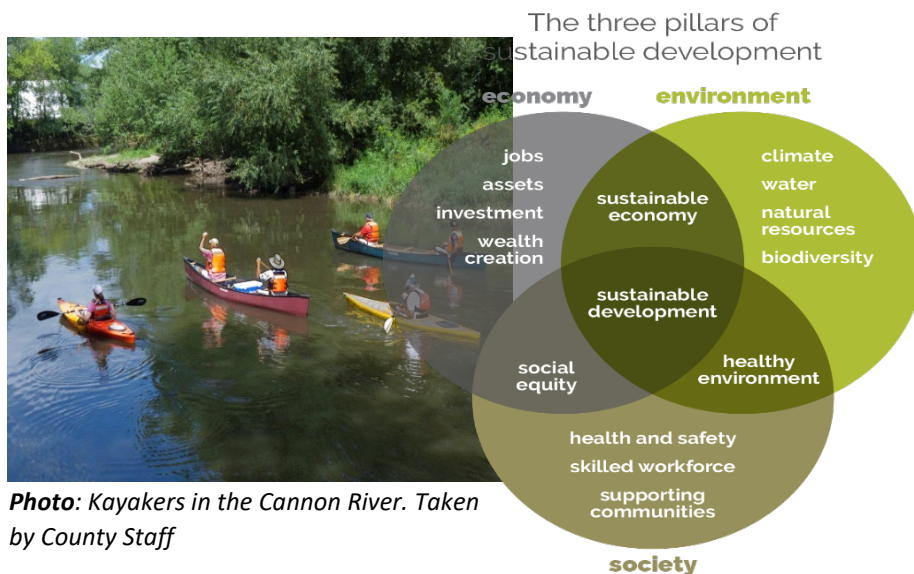 The three pillars of
sustainable development
economy
environment
jobs
assets
investment
wealth
creation
sustainable
economy
climate
water
natural
resources
biodiversity
sustainable
development
social
equity
healthy
environment
health and safety
skilled workforce
supporting
communities
society
Photo: Kayakers in the Cannon River. Taken
by County Staff